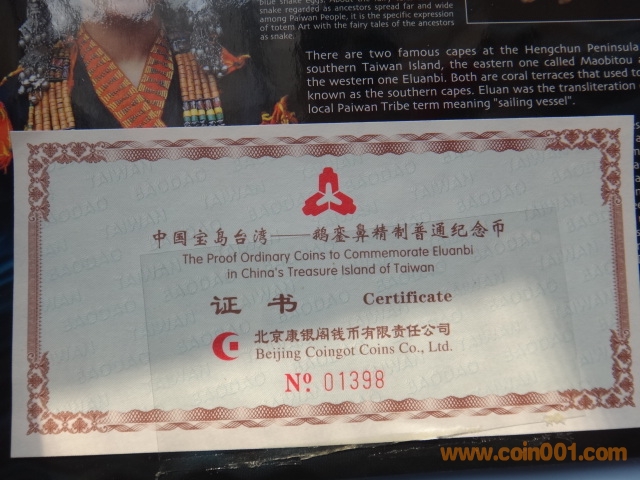 blue snake eggs. About the
snake regarded as ancestors spread far and wide
among Paiwan People, it is the specific expression
of totem Art with the fairy tales of the ancestors
as snake.
There are two famous capes at the Hengchun Peninsula
southern Taiwan Island, the eastern one called Maobitou
the western one Eluanbi. Both are coral terraces that used to
known as the southern capes. Eluan was the transliteration
local Paiwan Tribe term meaning "sailing vessel".
中国宝岛台湾——鹅銮鼻精制普通纪念币
The Proof Ordinary Coins to Commemorate Eluanbi
in China's Treasure Island of Taiwan
证书 Certificate
北京康银阁钱币有限责任公司
Beijing Coingot Coins Co., Ltd.
Nº 01398
www.coin001.com